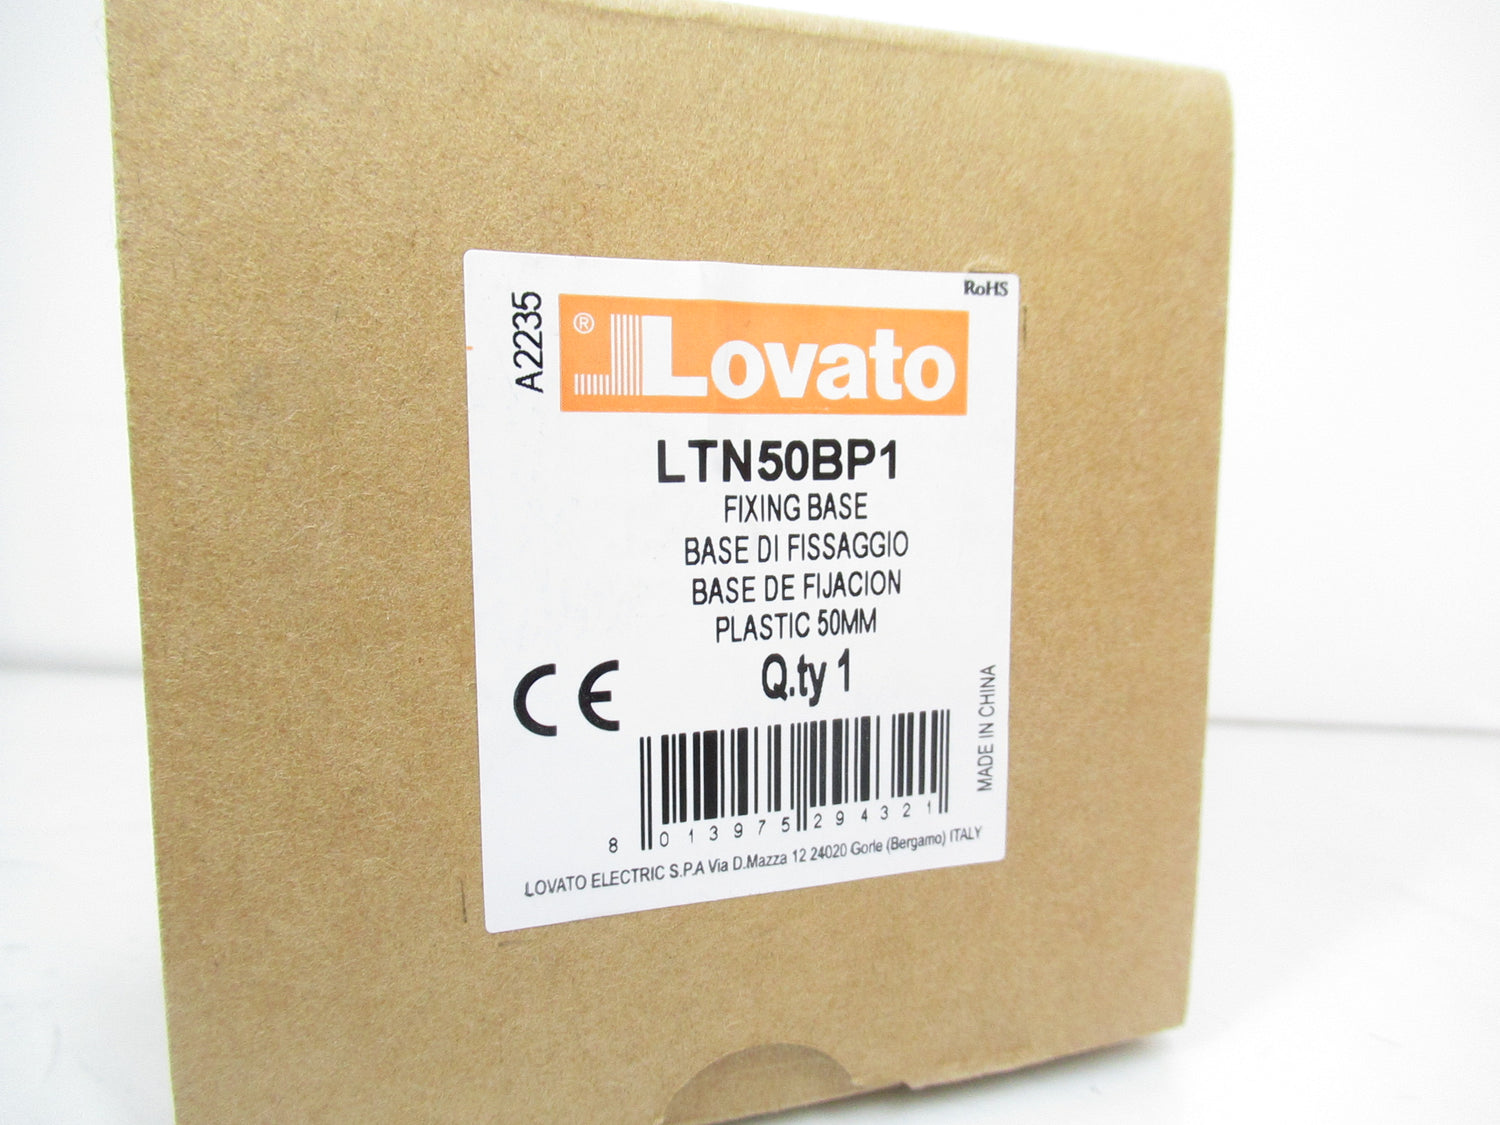 RoHS
A2235
® Lovato
LTN50BP1
FIXING BASE
BASE DI FISSAGGIO
BASE DE FIJACION
PLASTIC 50MM
Q.ty 1
CE
MADE IN CHINA
8 013975 294321
LOVATO ELECTRIC S.P.A Via D.Mazza 12 24020 Gorle (Bergamo) ITALY